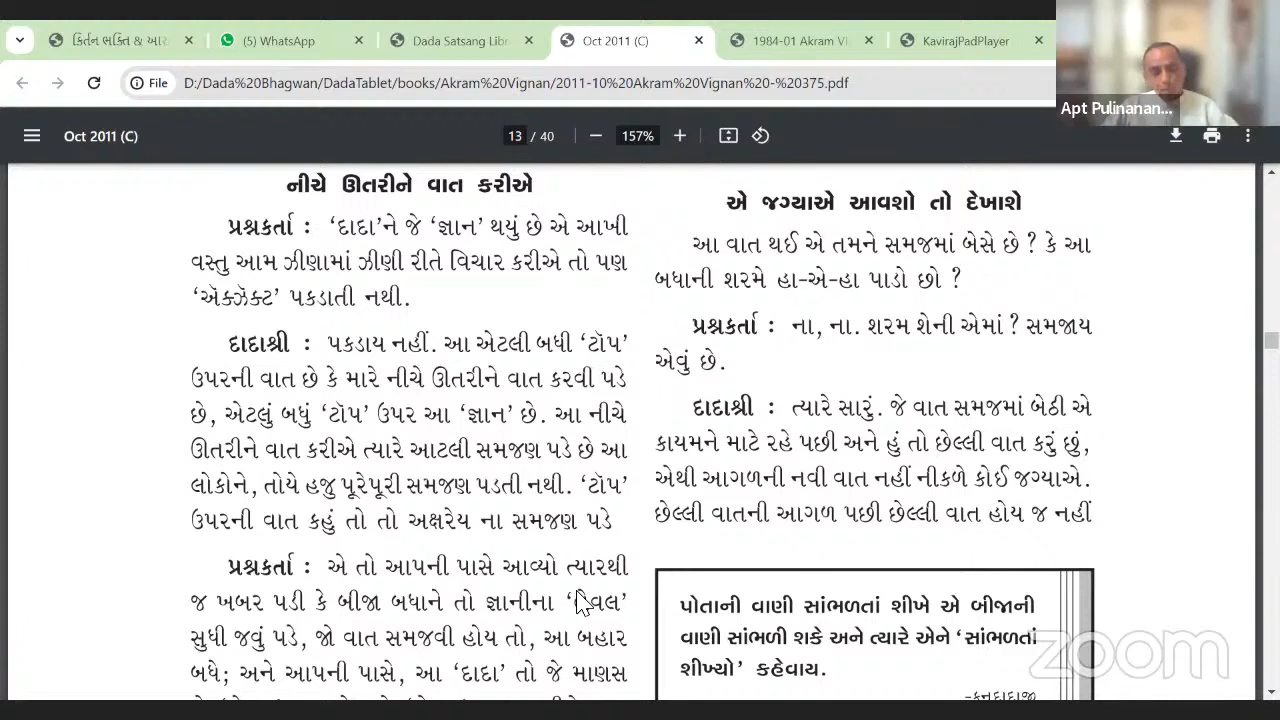 કિર્તન ભક્તિ & આર
(5) WhatsApp
Dada Satsang Libr
Oct 2011 (C)
1984-01 Akram Vi
KavirajPadPlayer
File
D:/Dada%20Bhagwan/DadaTablet/books/Akram%20Vignan/2011-10%20Akram%20Vignan%20-%20375.pdf
Apt Pulinanan...
Oct 2011 (C)
13 / 40
157%
નીચે ઊતરીને વાત કરીએ
પ્રશ્નકર્તા : ‘દાદા’ને જે ‘જ્ઞાન’ થયું છે એ આખી
વસ્તુ આમ ઝીણામાં ઝીણી રીતે વિચાર કરીએ તો પણ
‘ઍક્ઝૅક્ટ’ પકડાતી નથી.
દાદાશ્રી : પકડાય નહીં. આ એટલી બધી ‘ટૉપ’
ઉપરની વાત છે કે મારે નીચે ઊતરીને વાત કરવી પડે
છે, એટલું બધું ‘ટૉપ’ ઉપર આ ‘જ્ઞાન’ છે. આ નીચે
ઊતરીને વાત કરીએ ત્યારે આટલી સમજણ પડે છે આ
લોકોને, તોયે હજુ પૂરેપૂરી સમજણ પડતી નથી. ‘ટૉપ’
ઉપરની વાત કહું તો તો અક્ષરેય ના સમજણ પડે
પ્રશ્નકર્તા : એ તો આપની પાસે આવ્યો ત્યારથી
જ ખબર પડી કે બીજા બધાને તો જ્ઞાનીના
સુધી જવું પડે, જો વાત સમજવી હોય તો, આ બહાર
બધે; અને આપની પાસે, આ ‘દાદા’ તો જે માણસ
એ જગ્યાએ આવશો તો દેખાશે
આ વાત થઈ એ તમને સમજમાં બેસે છે ? કે આ
બધાની શરમે હા-એ-હા પાડો છો ?
પ્રશ્નકર્તા : ના, ના. શરમ શેની એમાં ? સમજાય
એવું છે.
દાદાશ્રી : ત્યારે સારું. જે વાત સમજમાં બેઠી એ
કાયમને માટે રહે પછી અને હું તો છેલ્લી વાત કરું છું,
એથી આગળની નવી વાત નહીં નીકળે કોઈ જગ્યાએ.
છેલ્લી વાતની આગળ પછી છેલ્લી વાત હોય જ નહીં
પોતાની વાણી સાંભળતાં શીખે એ બીજાની
વાણી સાંભળી શકે અને ત્યારે એને ‘સાંભળતાં
શીખ્યો’ કહેવાય.
-કનુદાદાજી
zoom